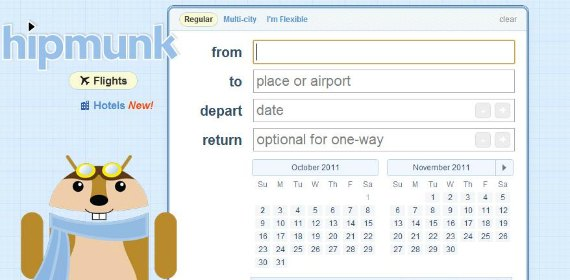 Regular Multi-city I'm Flexible clear
hipmunk
from
to place or airport
depart date - +
return optional for one-way - +
Flights
Hotels New!
October 2011 November 2011
Su M Tu W Th F Sa Su M Tu W Th F Sa
1 1 2 3 4 5
2 3 4 5 6 7 8 6 7 8 9 10 11 12
9 10 11 12 13 14 15 13 14 15 16 17 18 19
16 17 18 19 20 21 22 20 21 22 23 24 25 26
23 24 25 26 27 28 29 27 28 29 30
30 31